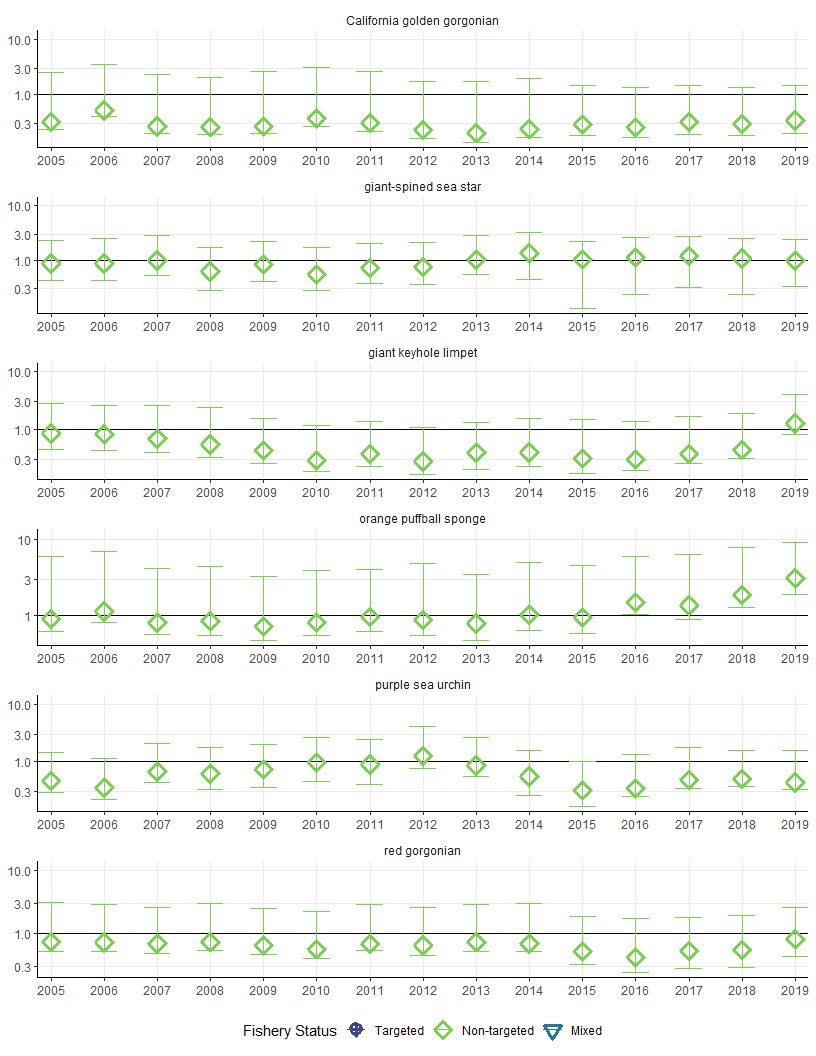 California golden gorgonian
10.0
3.0
1.0
0.3
2005 2006 2007 2008 2009 2010 2011 2012 2013 2014 2015 2016 2017 2018 2019
giant-spined sea star
10.0
3.0
1.0
0.3
2005 2006 2007 2008 2009 2010 2011 2012 2013 2014 2015 2016 2017 2018 2019
giant keyhole limpet
10.0
3.0
1.0
0.3
2005 2006 2007 2008 2009 2010 2011 2012 2013 2014 2015 2016 2017 2018 2019
orange puffball sponge
10
3
1
2005 2006 2007 2008 2009 2010 2011 2012 2013 2014 2015 2016 2017 2018 2019
purple sea urchin
10.0
3.0
1.0
0.3
2005 2006 2007 2008 2009 2010 2011 2012 2013 2014 2015 2016 2017 2018 2019
red gorgonian
10.0
3.0
1.0
0.3
2005 2006 2007 2008 2009 2010 2011 2012 2013 2014 2015 2016 2017 2018 2019
Fishery Status Targeted Non-targeted Mixed